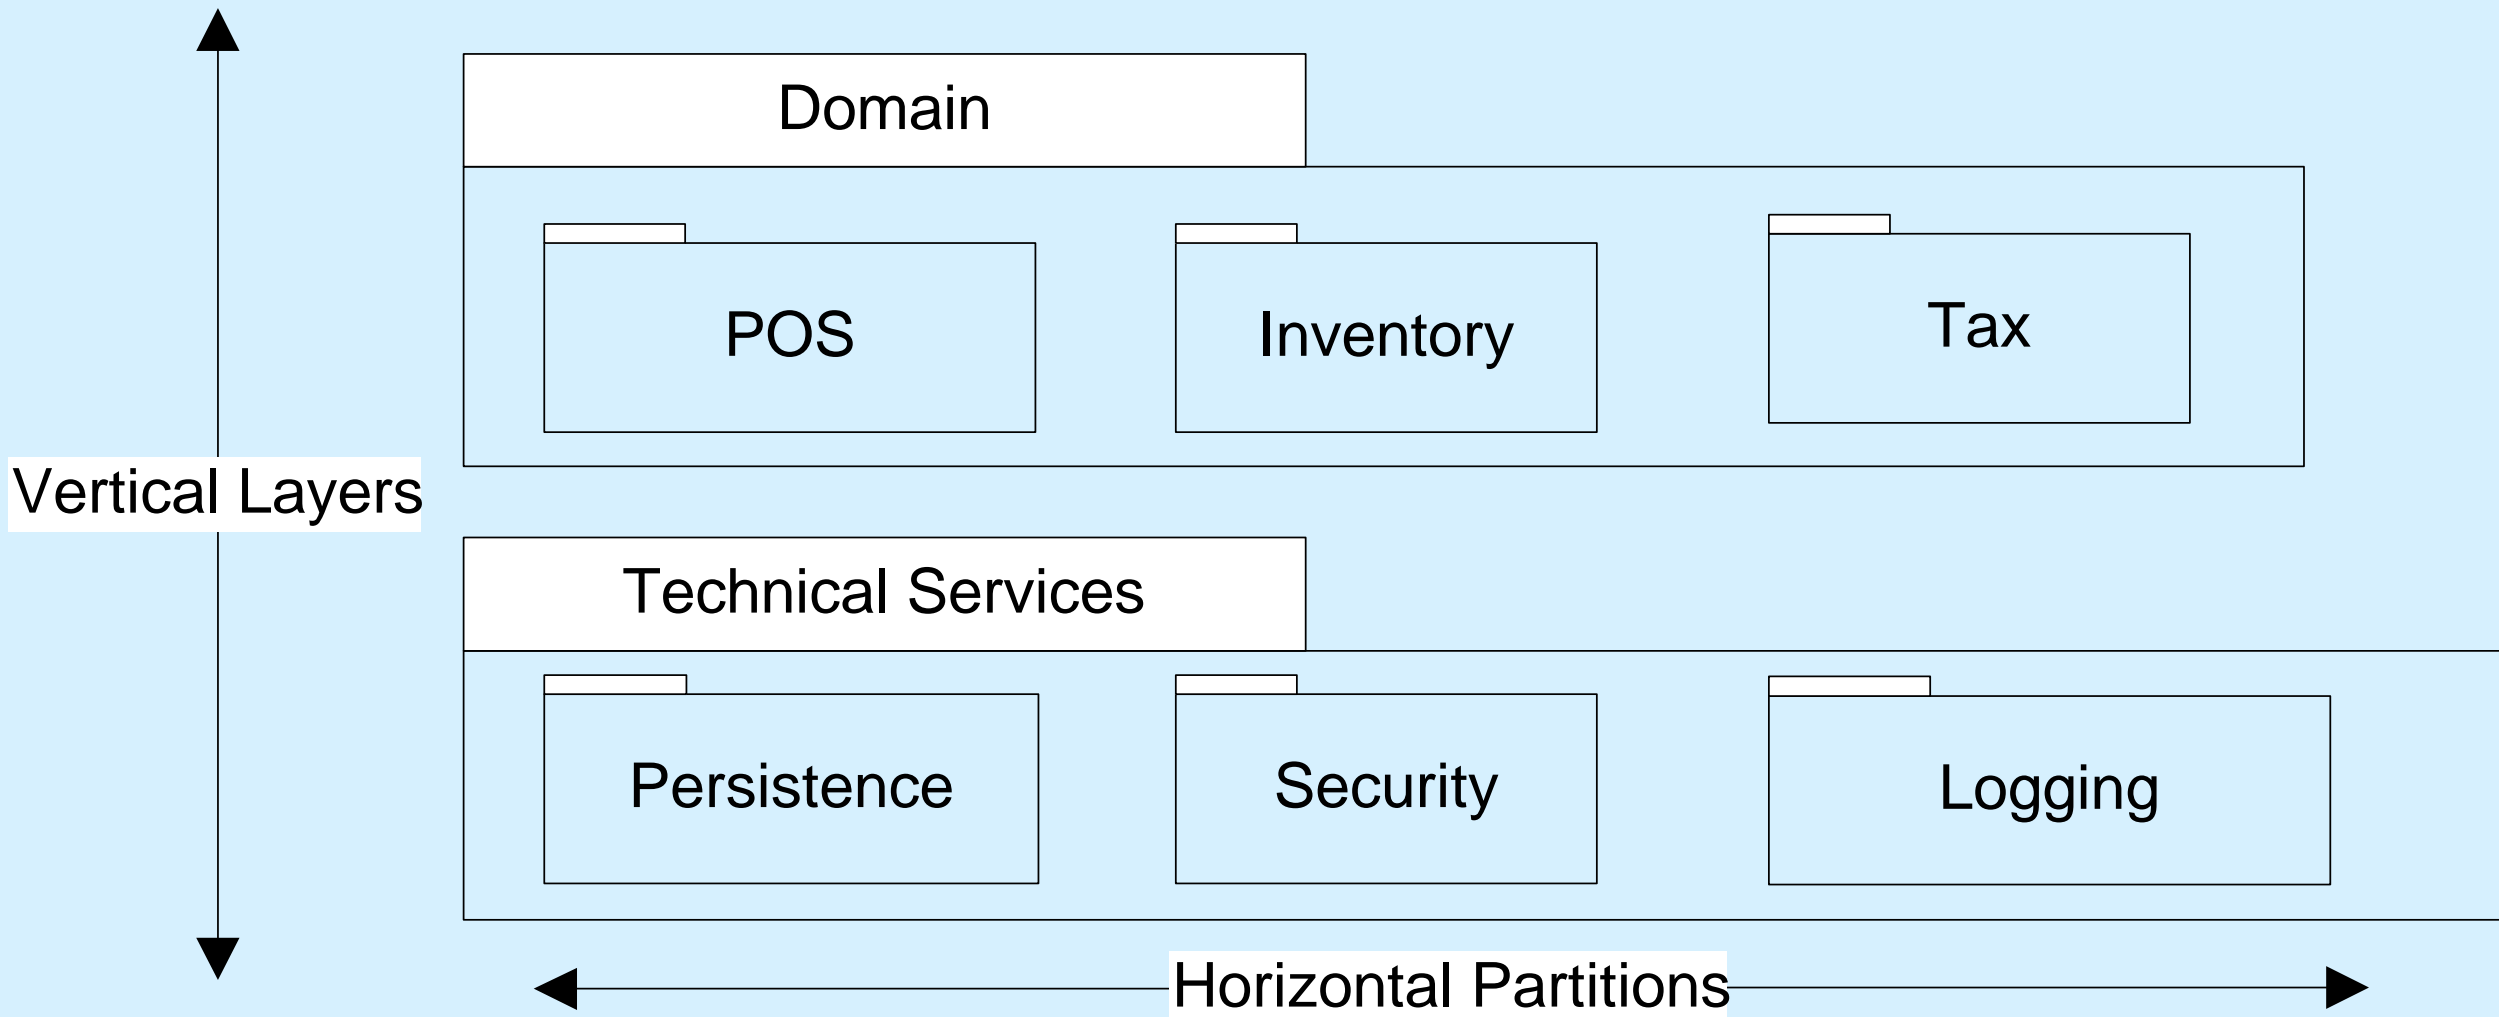 Domain
POS
Inventory
Tax
Vertical Layers
Technical Services
Persistence
Security
Logging
Horizontal Partitions